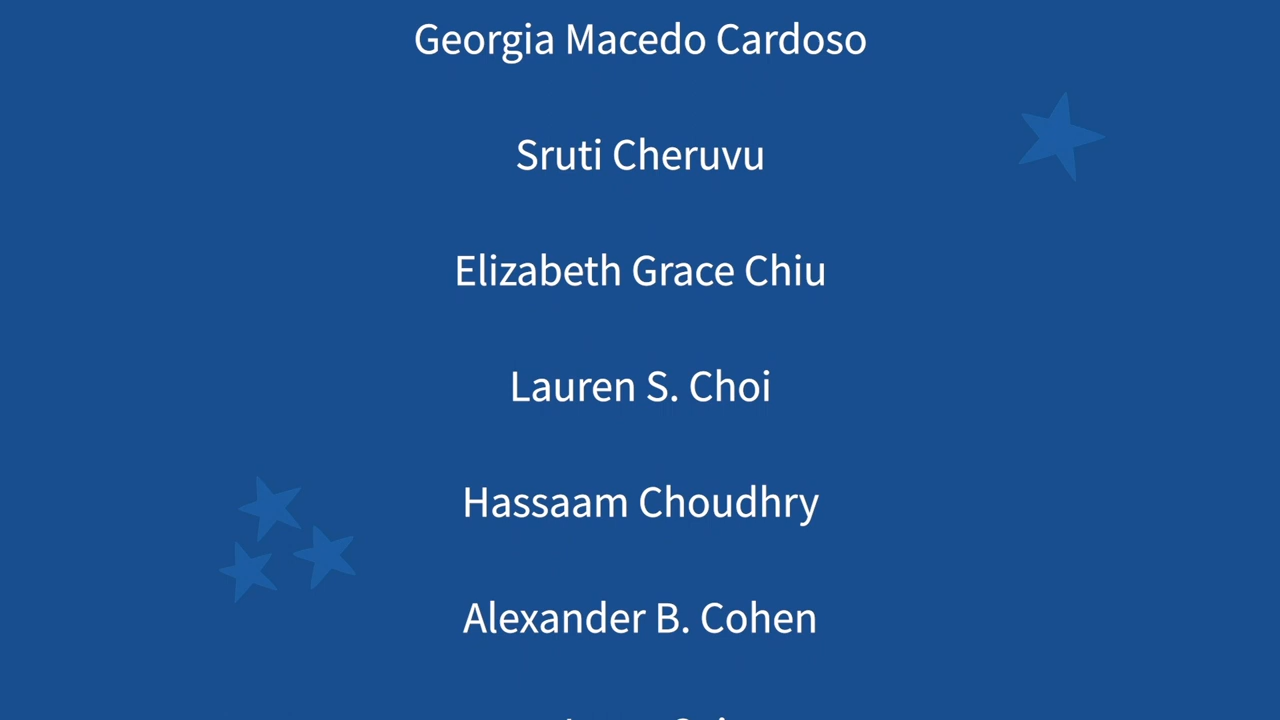 Georgia Macedo Cardoso
Sruti Cheruvu
Elizabeth Grace Chiu
Lauren S. Choi
Hassaam Choudhry
Alexander B. Cohen